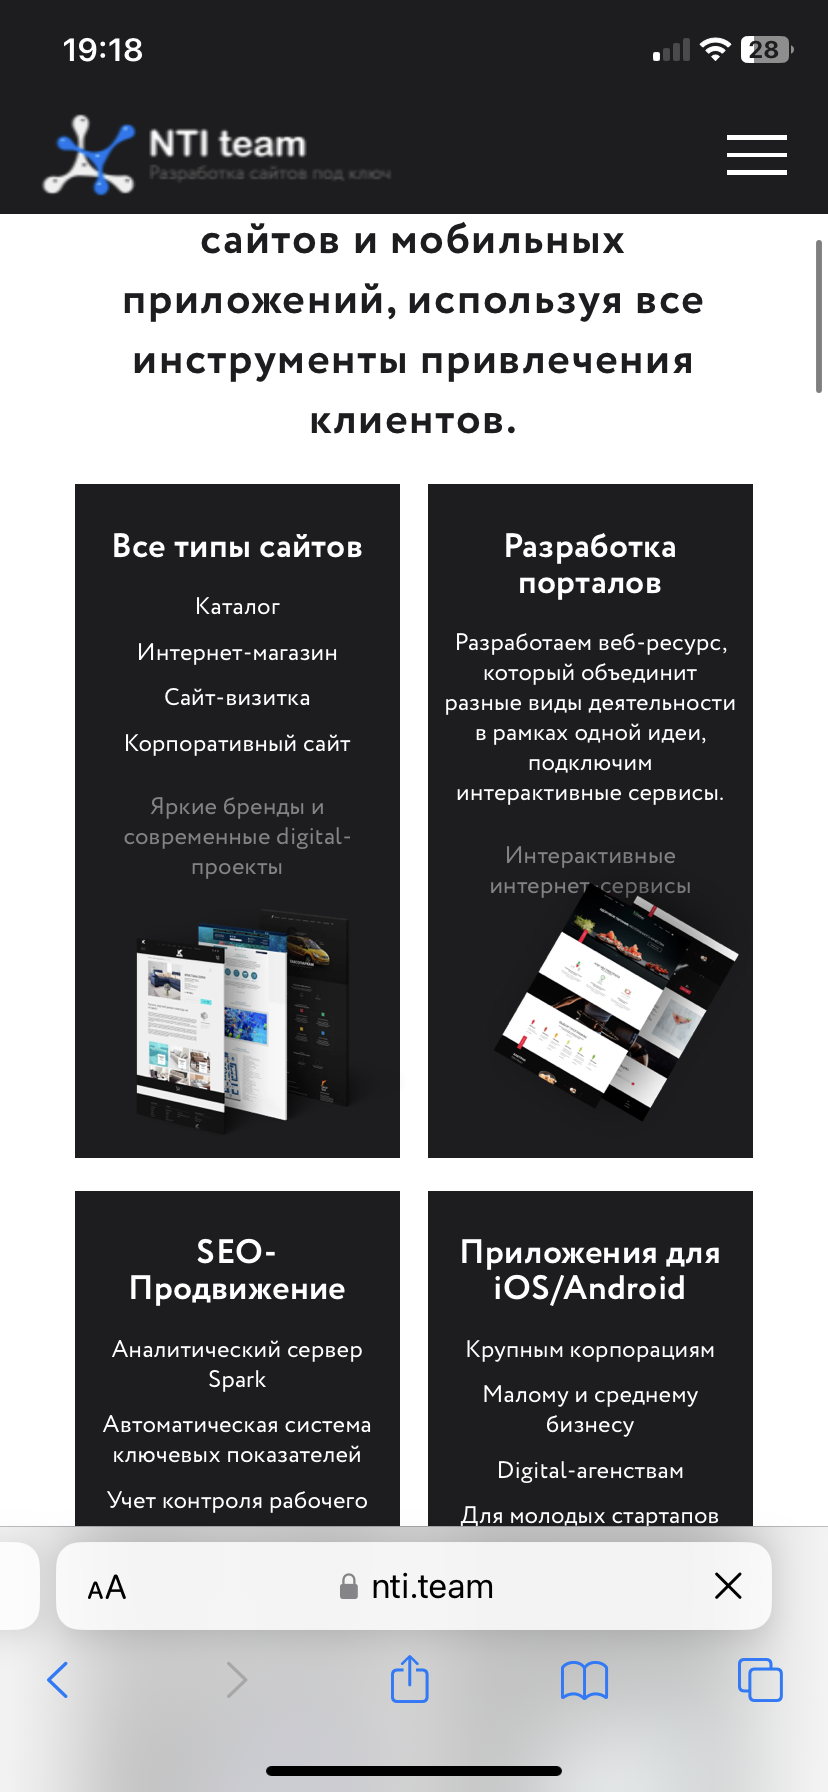 19:18
28
NTI team
Разработка сайтов под ключ
сайтов и мобильных
приложений, используя все
инструменты привлечения
клиентов.
Все типы сайтов
Каталог
Интернет-магазин
Сайт-визитка
Корпоративный сайт
Яркие бренды и
современные digital-
проекты
Разработка
порталов
Разработаем веб-ресурс,
который объединит
разные виды деятельности
в рамках одной идеи,
подключим
интерактивные сервисы.
Интерактивные
интернет-сервисы
SEO-
Продвижение
Аналитический сервер
Spark
Автоматическая система
ключевых показателей
Учет контроля рабочего
Приложения для
iOS/Android
Крупным корпорациям
Малому и среднему
бизнесу
Digital-агенствам
Для молодых стартапов
AA
nti.team